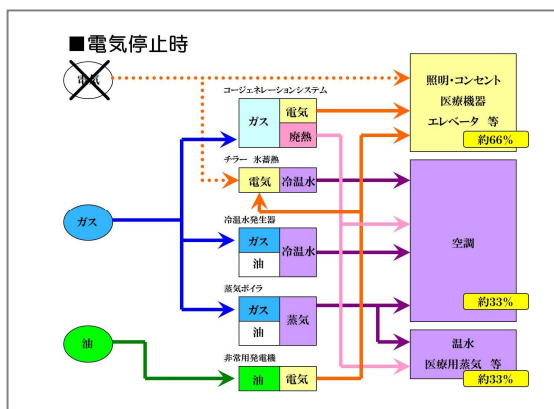 ■電気停止時
電気
コージェネレーションシステム
ガス
電気
廃熱
チラー 氷蓄熱
電気
冷温水
ガス
冷温水発生器
ガス
油
冷温水
蒸気ボイラ
ガス
油
蒸気
油
非常用発電機
油
電気
照明・コンセント
医療機器
エレベータ 等
約66%
空調
約33%
温水
医療用蒸気 等
約33%